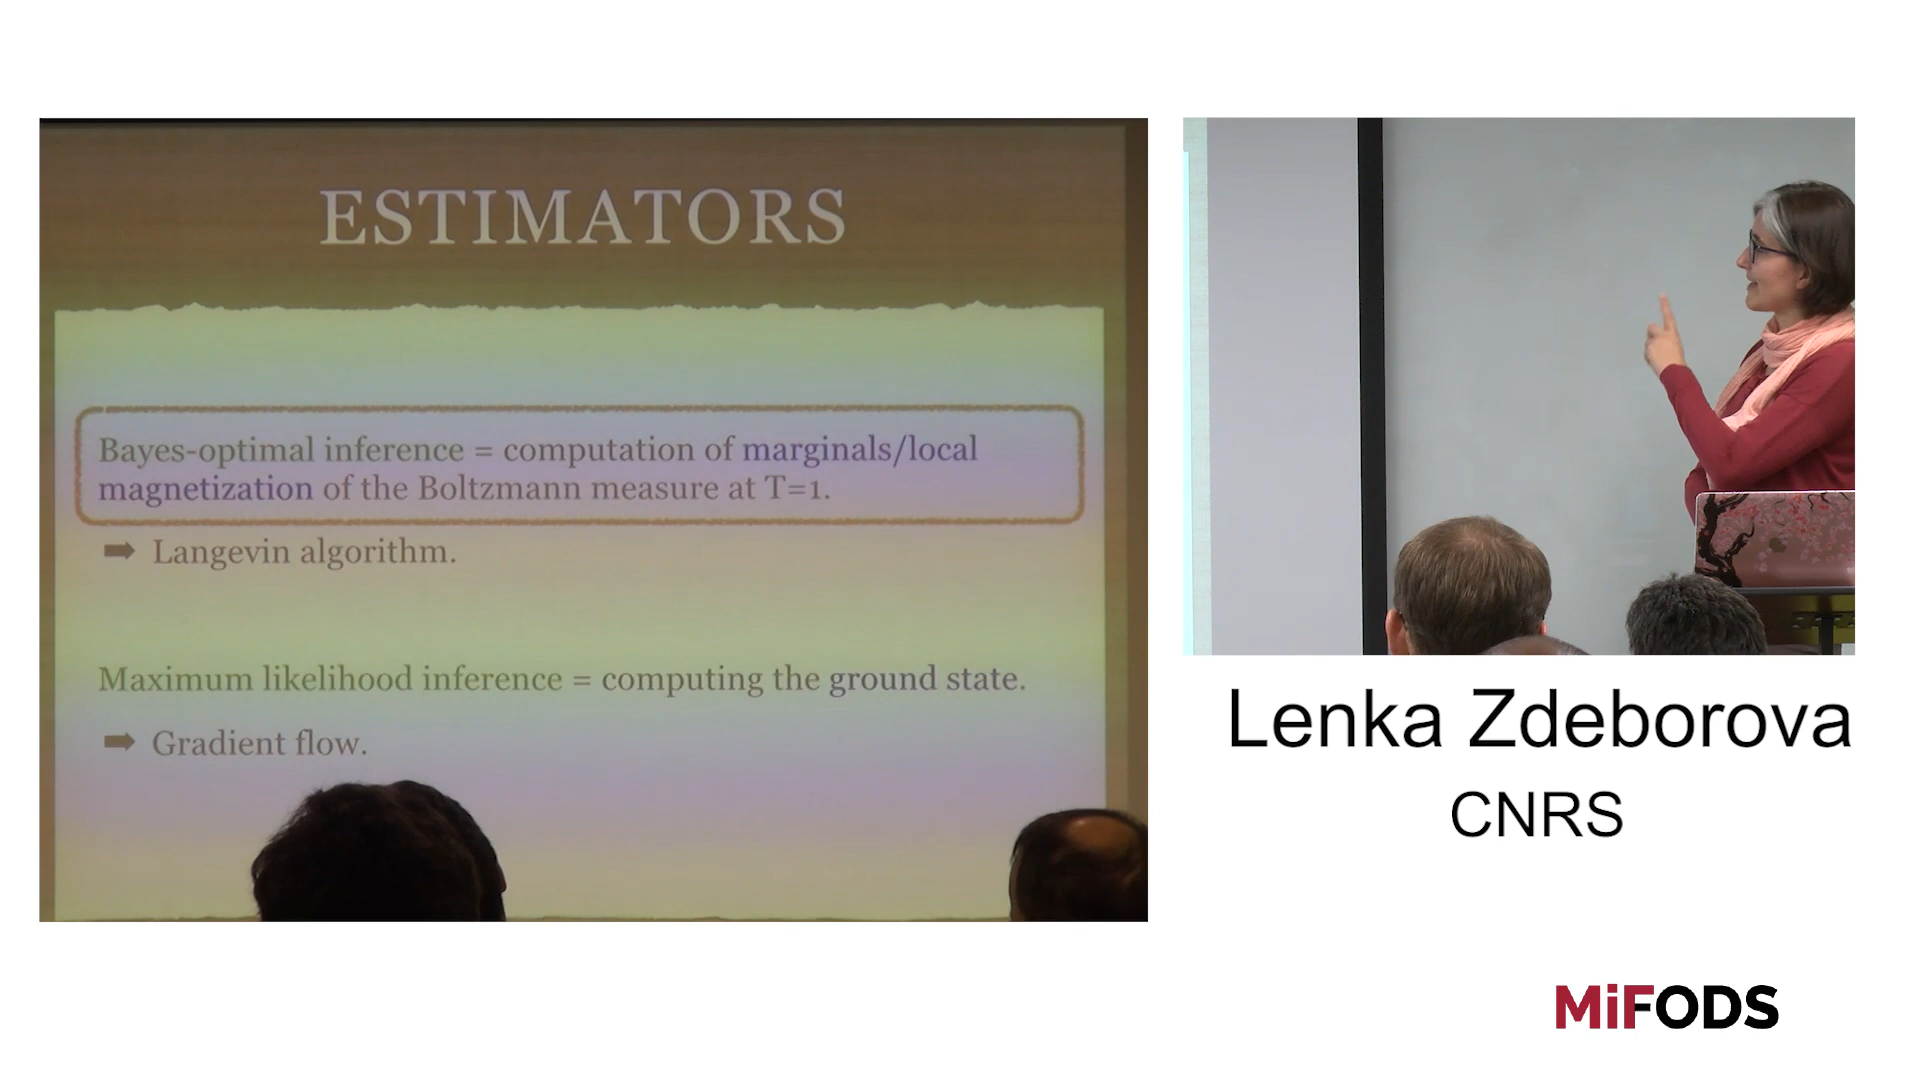 ESTIMATORS
Bayes-optimal inference = computation of marginals/local
magnetization of the Boltzmann measure at T=1.
➡ Langevin algorithm.
Maximum likelihood inference = computing the ground state.
➡ Gradient flow.
Lenka Zdeborova
CNRS
MiFODS